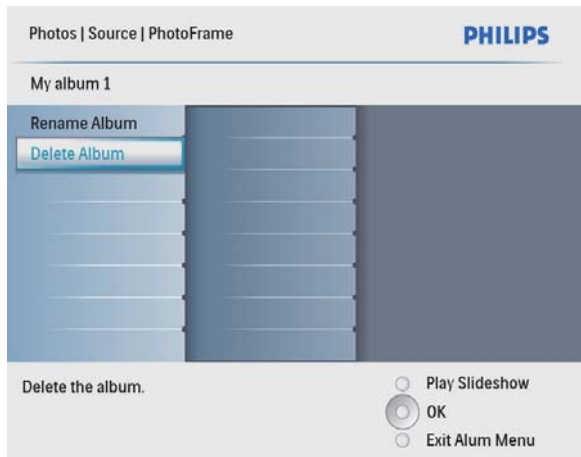 Photos | Source | PhotoFrame
PHILIPS
My album 1
Rename Album
Delete Album
Delete the album.
Play Slideshow
OK
Exit Alum Menu